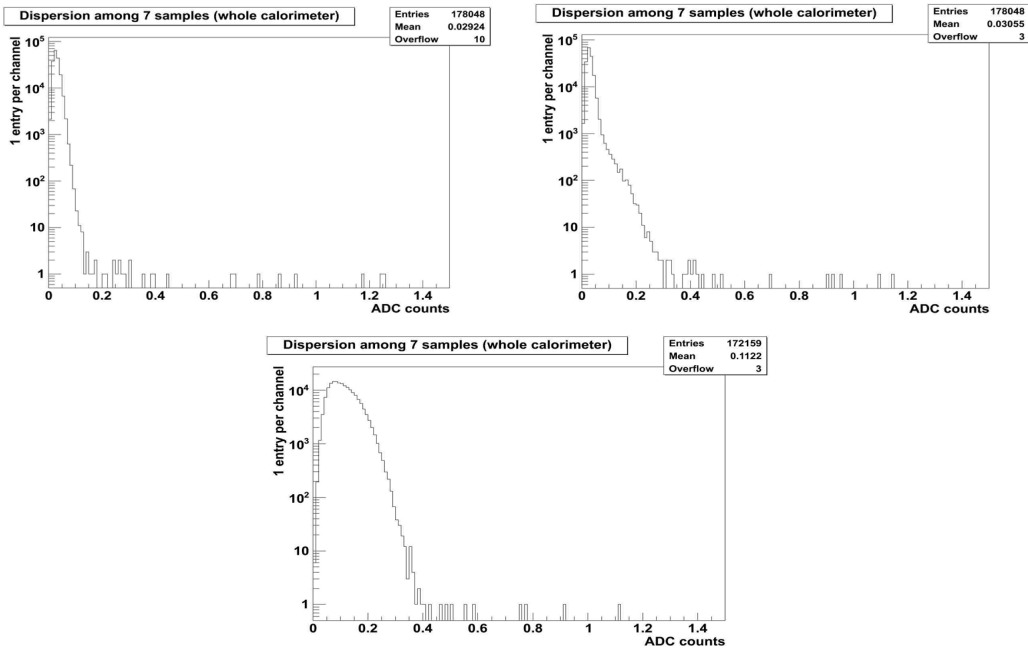 Dispersion among 7 samples (whole calorimeter)
Entries 178048
Mean 0.02924
Overflow 10
1 entry per channel
10^5
10^4
10^3
10^2
10
1
0 0.2 0.4 0.6 0.8 1 1.2 1.4
ADC counts
Dispersion among 7 samples (whole calorimeter)
Entries 178048
Mean 0.03055
Overflow 3
1 entry per channel
10^5
10^4
10^3
10^2
10
1
0 0.2 0.4 0.6 0.8 1 1.2 1.4
ADC counts
Dispersion among 7 samples (whole calorimeter)
Entries 172159
Mean 0.1122
Overflow 3
1 entry per channel
10^4
10^3
10^2
10
1
0 0.2 0.4 0.6 0.8 1 1.2 1.4
ADC counts